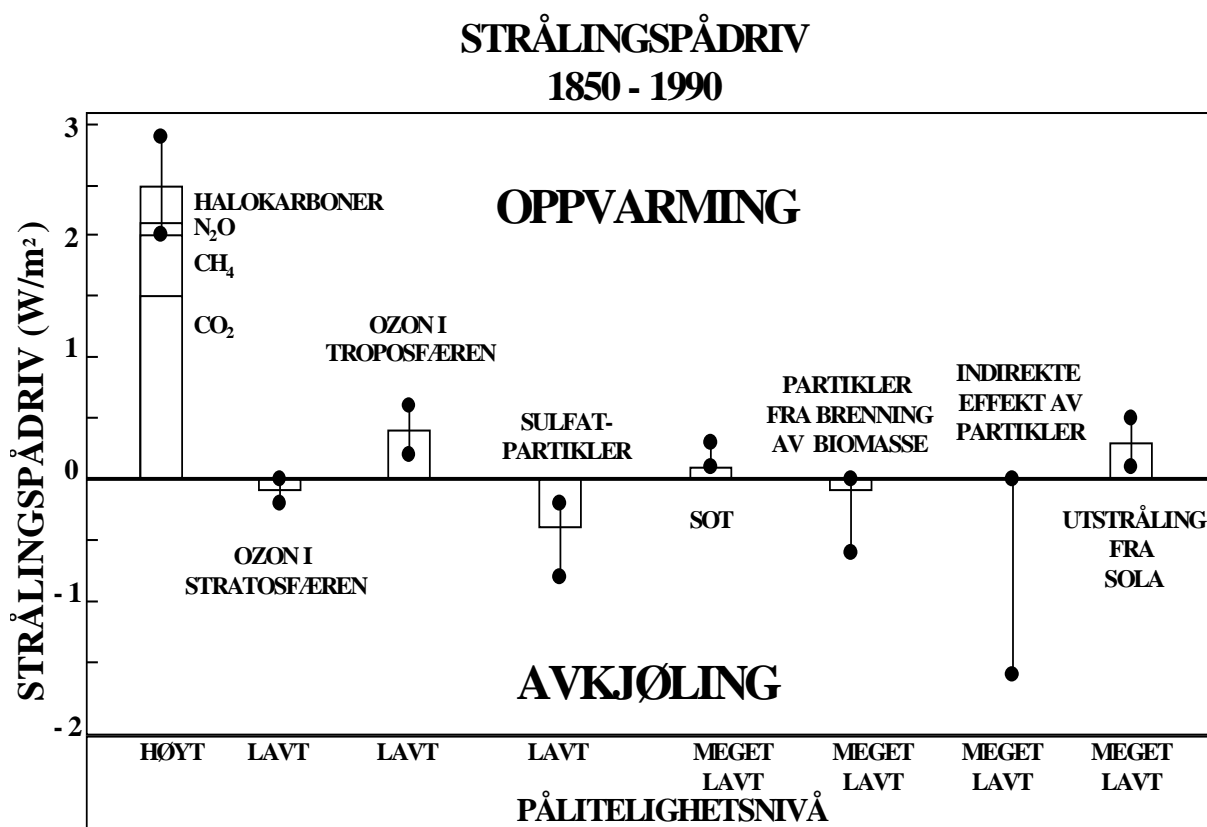 STRÅLINGSPÅDRIV
1850 - 1990
STRÅLINGSPÅDRIV (W/m²)
3
2
1
0
-1
-2
OPPVARMING
HALOKARBONER
N₂O
CH₄
CO₂
OZON I
STRATOSFÆREN
OZON I
TROPOSFÆREN
SULFAT-
PARTIKLER
SOT
PARTIKLER
FRA BRENNING
AV BIOMASSE
INDIREKTE
EFFEKT AV
PARTIKLER
UTSTRÅLING
FRA
SOLA
AVKJØLING
HØYT
LAVT
LAVT
LAVT
MEGET
LAVT
MEGET
LAVT
MEGET
LAVT
MEGET
LAVT
PÅLITELIGHETSNIVÅ